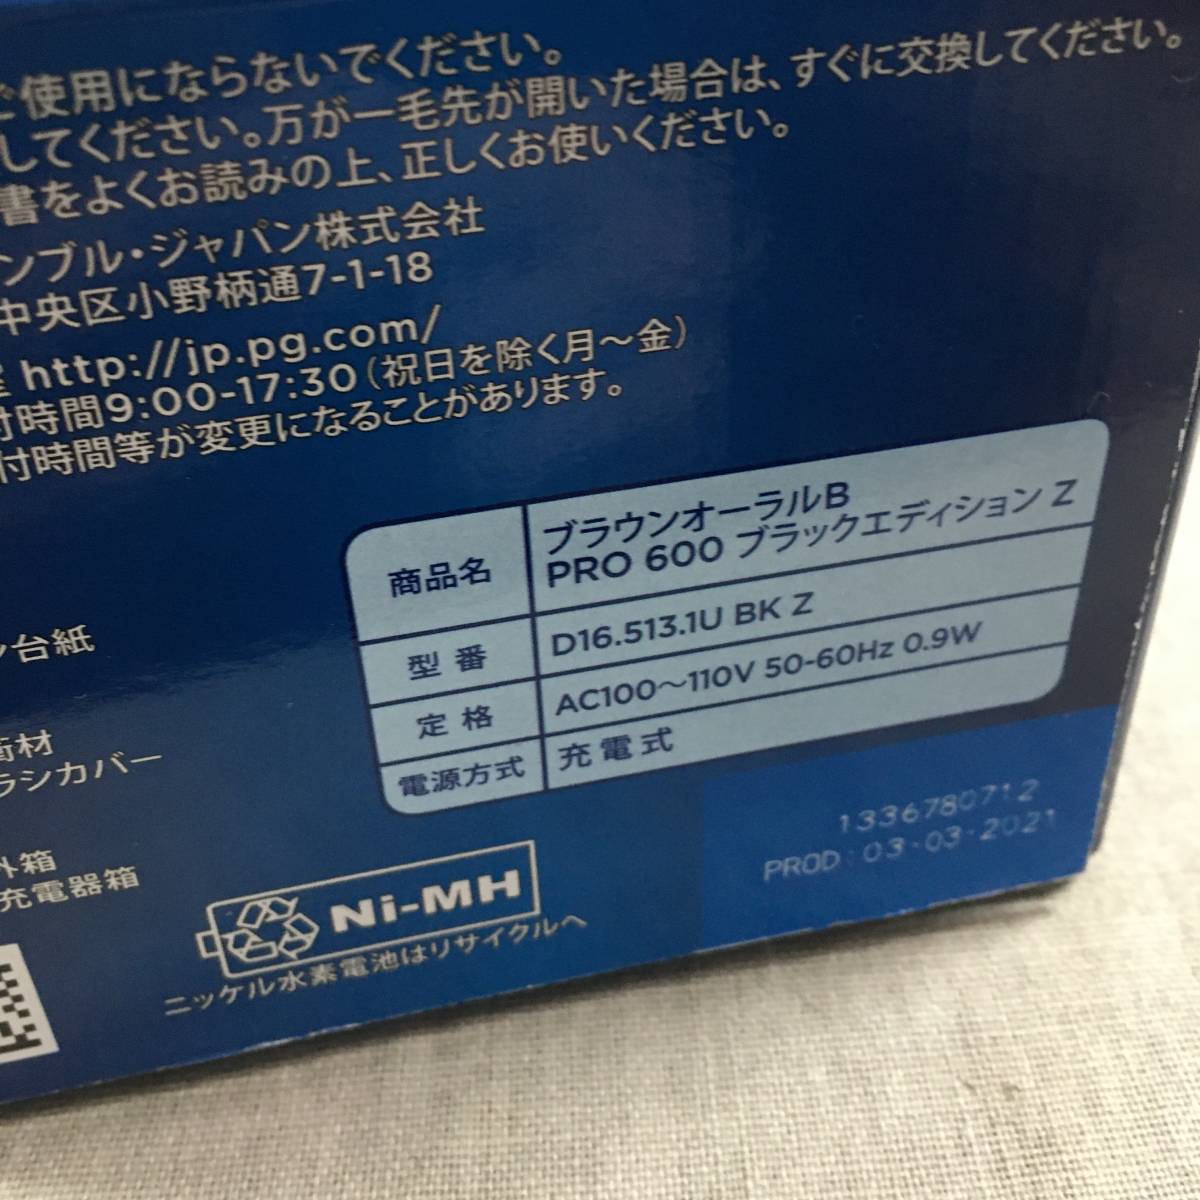 使用にならないでください。
してください。万が一毛先が開いた場合は、すぐに交換してください。
書をよくお読みの上、正しくお使いください。
ンブル・ジャパン株式会社
中央区小野柄通7-1-18
http://jp.pg.com/
付時間9:00-17:30（祝日を除く月～金）
付時間等が変更になることがあります。
商品名 ブラウンオーラルB
PRO 600 ブラックエディション Z
型番 D16.513.1U BK Z
定格 AC100～110V 50-60Hz 0.9W
電源方式 充電式
台紙
衝材
ラシカバー
外箱
充電器箱
1336780712
PROD: 03-03-2021
Ni-MH
ニッケル水素電池はリサイクルへ